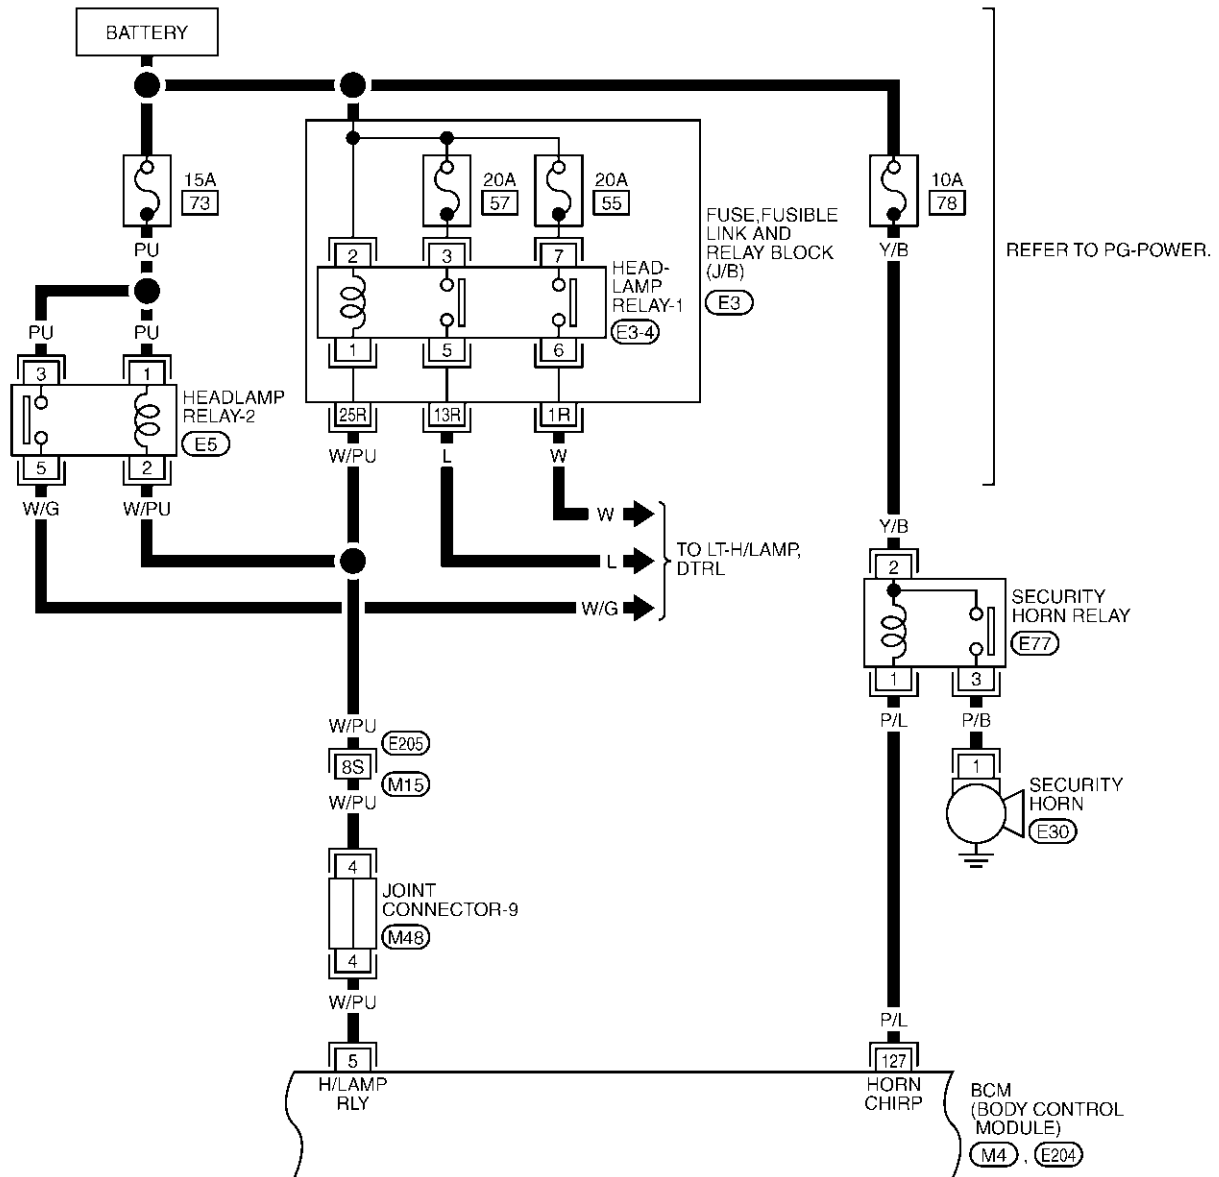 BATTERY
15A
73
20A
57
20A
55
10A
78
FUSE,FUSIBLE
LINK AND
RELAY BLOCK
(J/B)
E3
REFER TO PG-POWER.
PU
Y/B
2
3
7
HEAD-
LAMP
RELAY-1
E3-4
1
5
6
PU
PU
3
1
HEADLAMP
RELAY-2
E5
5
2
25R
13R
1R
W/G
W/PU
W/PU
L
W
W
L
W/G
TO LT-H/LAMP,
DTRL
Y/B
2
SECURITY
HORN RELAY
E77
1
3
P/L
P/B
W/PU
E205
8S
M15
W/PU
1
SECURITY
HORN
E30
4
JOINT
CONNECTOR-9
M48
4
W/PU
P/L
5
127
H/LAMP
RLY
HORN
CHIRP
BCM
(BODY CONTROL
MODULE)
M4 , E204